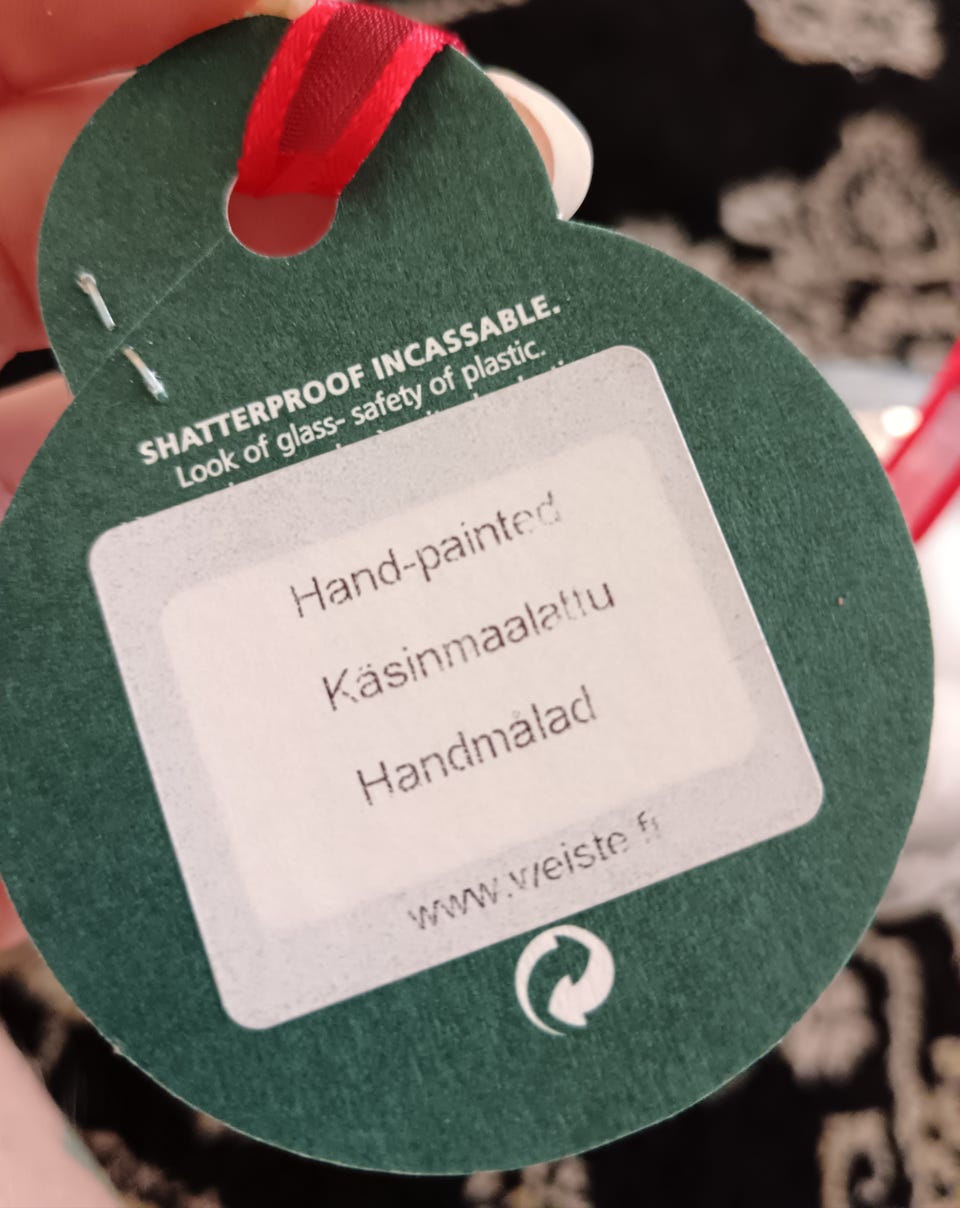 SHATTERPROOF INCASSABLE.
Look of glass- safety of plastic.
Hand-painted
Käsinmaalattu
Handmålad
www.weiste.fi